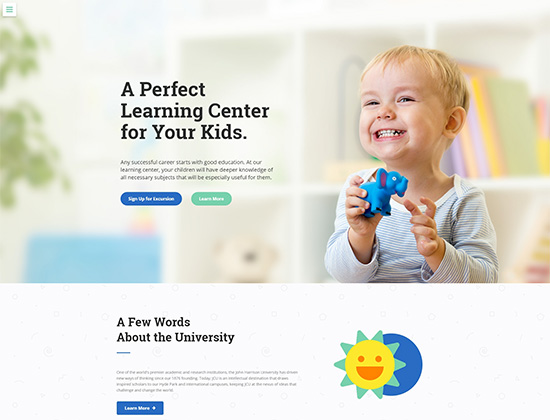 A Perfect
Learning Center
for Your Kids.
Any successful career starts with good education. At our
learning center, your children will have deeper knowledge of
all necessary subjects that will be especially useful for them.
Sign Up for Excursion
Learn More
A Few Words
About the University
One of the world's premier academic and research institutions, the John Harrison University has driven
new ways of thinking since our 1876 founding. Today, JCU is an intellectual destination that draws
inspired scholars to our Hyde Park and international campuses, keeping JCU at the nexus of ideas that
challenge and change the world.
Learn More +